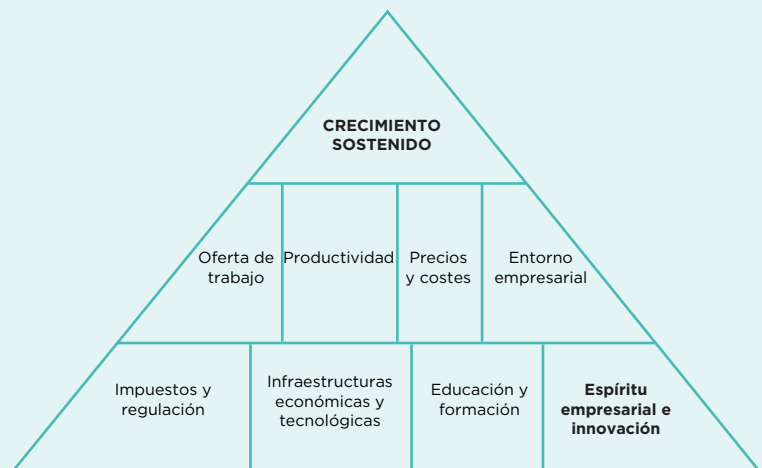 CRECIMIENTO
SOSTENIDO
Oferta de
trabajo
Productividad
Precios
y costes
Entorno
empresarial
Impuestos y
regulación
Infraestructuras
económicas y
tecnológicas
Educación y
formación
Espíritu
empresarial e
innovación